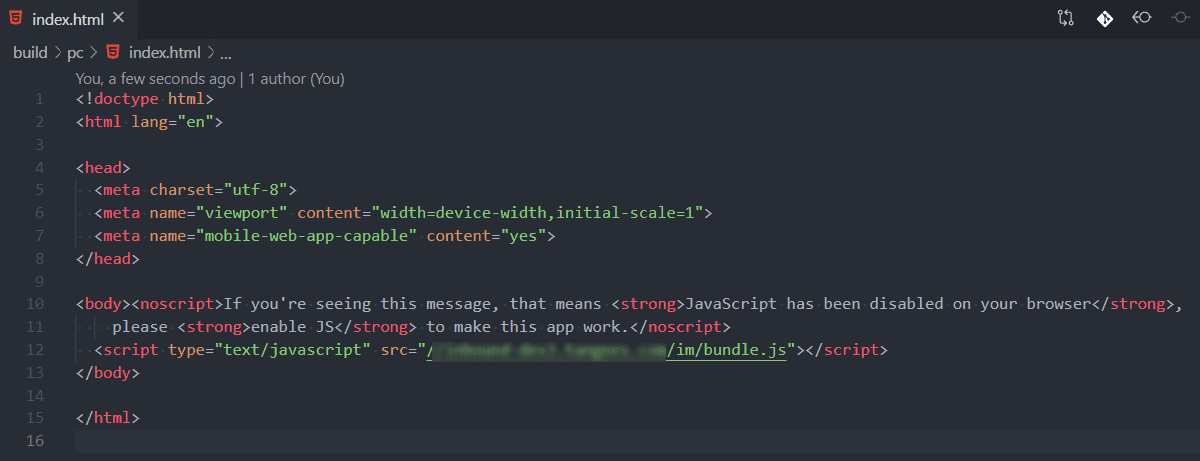 index.html
build > pc > index.html > ...
You, a few seconds ago | 1 author (You)
1 <!doctype html>
2 <html lang="en">
3
4 <head>
5 <meta charset="utf-8">
6 <meta name="viewport" content="width=device-width,initial-scale=1">
7 <meta name="mobile-web-app-capable" content="yes">
8 </head>
9
10 <body><noscript>If you're seeing this message, that means <strong>JavaScript has been disabled on your browser</strong>,
11 please <strong>enable JS</strong> to make this app work.</noscript>
12 <script type="text/javascript" src="/ /im/bundle.js"></script>
13 </body>
14
15 </html>
16